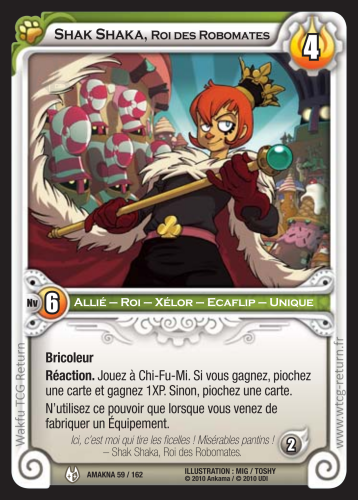 Shak Shaka, Roi des Robomates
4
Nv 6
Allié – Roi – Xélor – Ecaflip – Unique
Bricoleur
Réaction. Jouez à Chi-Fu-Mi. Si vous gagnez, piochez
une carte et gagnez 1XP. Sinon, piochez une carte.
N'utilisez ce pouvoir que lorsque vous venez de
fabriquer un Équipement.
Ici, c'est moi qui tire les ficelles ! Misérables pantins !
– Shak Shaka, Roi des Robomates.
2
AMAKNA 59 / 162
ILLUSTRATION : MIG / TOSHY
© 2010 Ankama / © 2010 UDI
Wakfu TCG Return
www.wtcg-return.fr